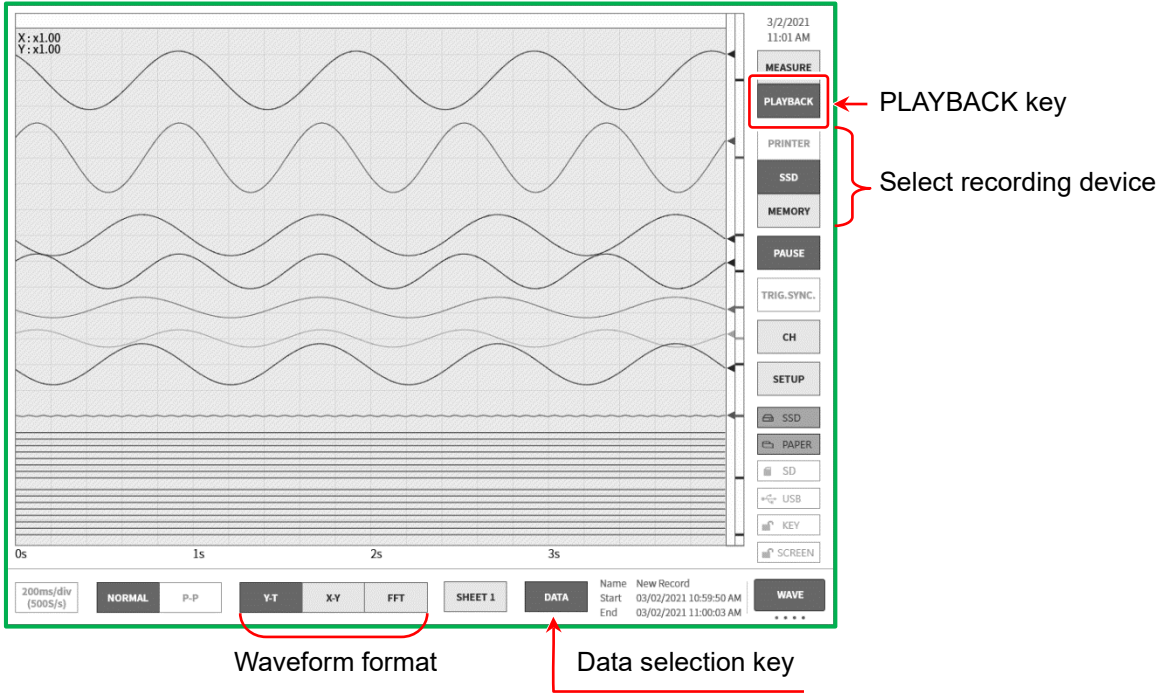 X: x1.00
Y: x1.00
3/2/2021
11:01 AM
MEASURE
PLAYBACK
PLAYBACK key
PRINTER
SSD
MEMORY
Select recording device
PAUSE
TRIG.SYNC.
CH
SETUP
SSD
PAPER
SD
USB
KEY
SCREEN
0s 1s 2s 3s
200ms/div
(500S/s)
NORMAL P-P
Y-T X-Y FFT
SHEET 1
DATA
Name New Record
Start 03/02/2021 10:59:50 AM
End 03/02/2021 11:00:03 AM
WAVE
Waveform format
Data selection key